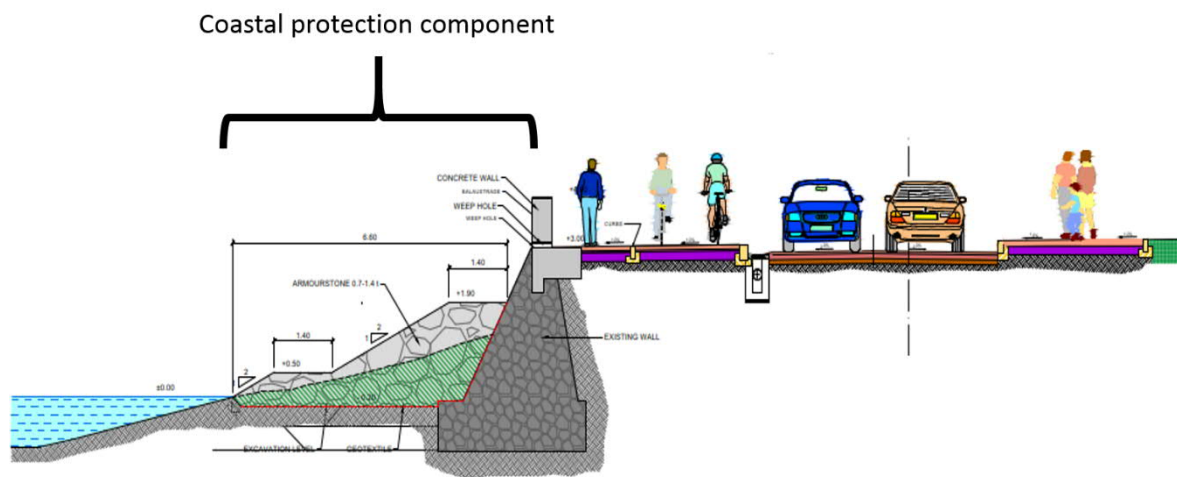 Coastal protection component
CONCRETE WALL
BALAUSTRADE
WEEP HOLE
WEEP HOLE
+3.00
CURBS
6.60
1.40
ARMOURSTONE 0.7-1.4 t
+1.90
2
1
1.40
EXISTING WALL
+0.50
2
±0.00
- 0.20
EXCAVATION LEVEL
GEOTEXTILE